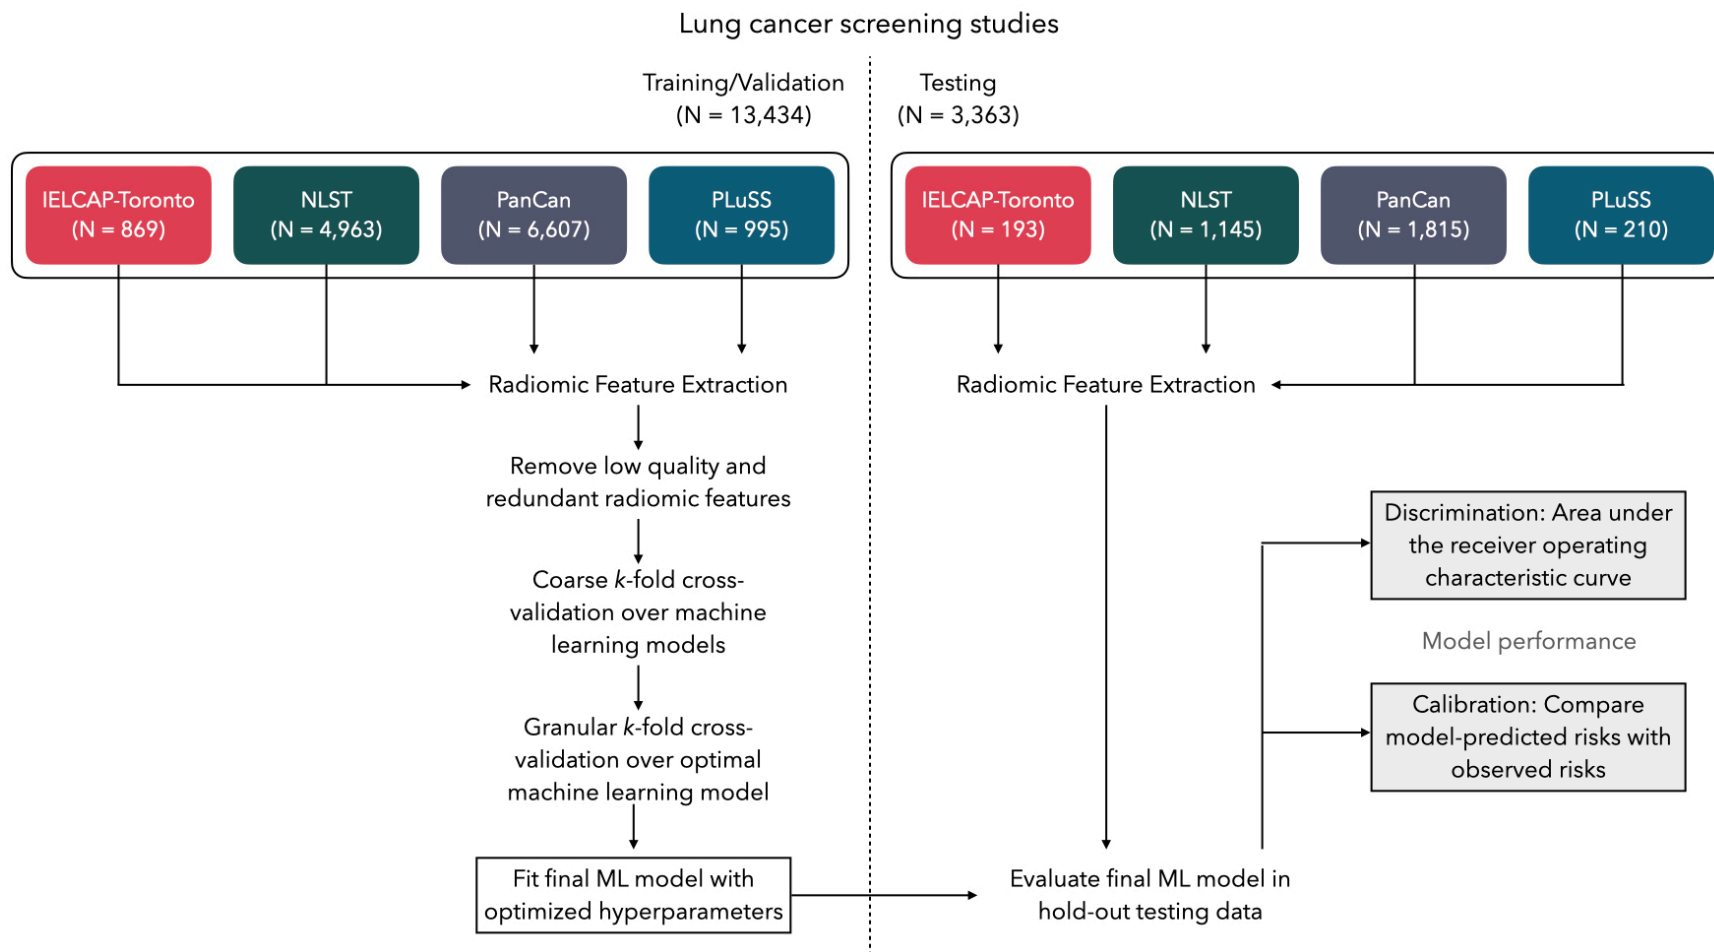 Lung cancer screening studies
Training/Validation
(N = 13,434)
Testing
(N = 3,363)
IELCAP-Toronto
(N = 869)
NLST
(N = 4,963)
PanCan
(N = 6,607)
PLuSS
(N = 995)
IELCAP-Toronto
(N = 193)
NLST
(N = 1,145)
PanCan
(N = 1,815)
PLuSS
(N = 210)
Radiomic Feature Extraction
Remove low quality and
redundant radiomic features
Coarse k-fold cross-
validation over machine
learning models
Granular k-fold cross-
validation over optimal
machine learning model
Fit final ML model with
optimized hyperparameters
Radiomic Feature Extraction
Evaluate final ML model in
hold-out testing data
Discrimination: Area under
the receiver operating
characteristic curve
Model performance
Calibration: Compare
model-predicted risks with
observed risks